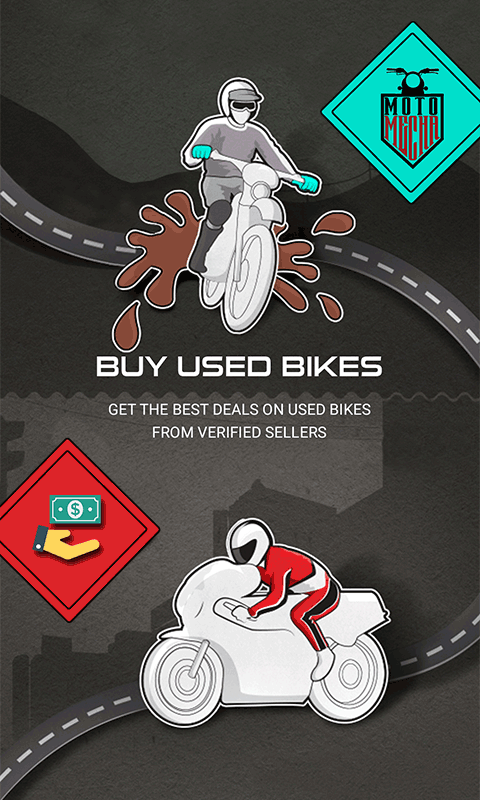 MOTO
MECHA
BUY USED BIKES
GET THE BEST DEALS ON USED BIKES
FROM VERIFIED SELLERS
$